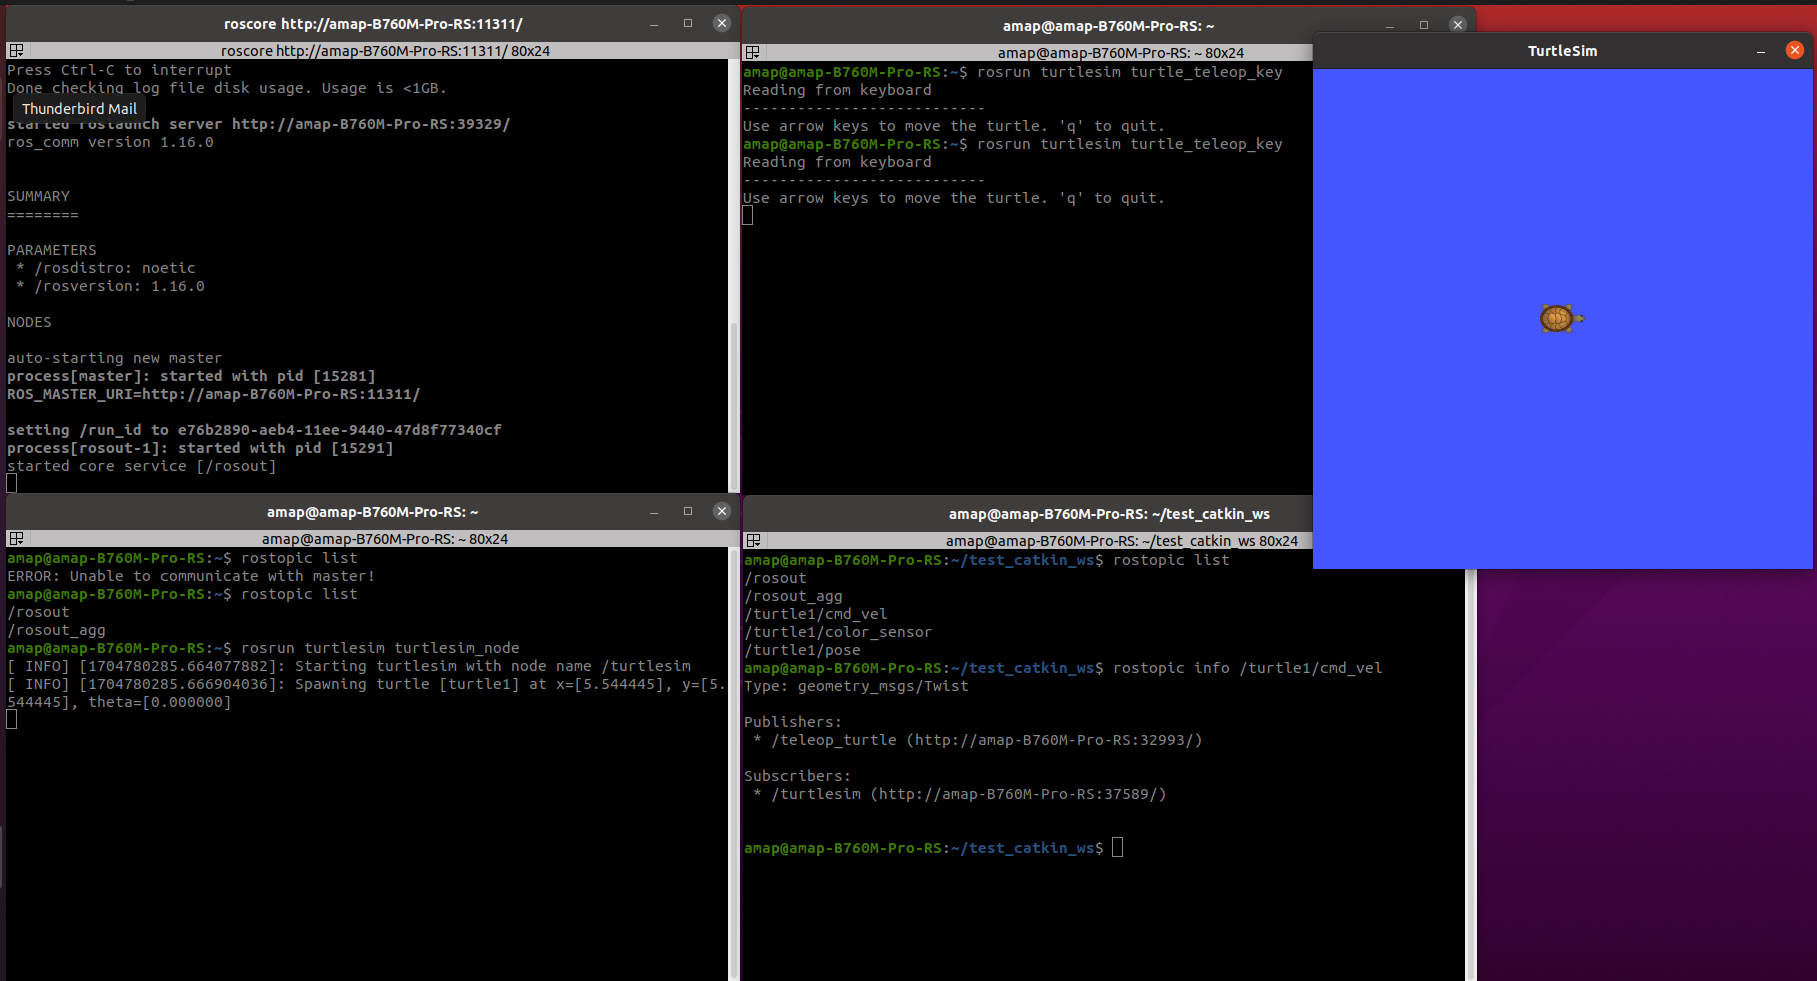 roscore http://amap-B760M-Pro-RS:11311/
roscore http://amap-B760M-Pro-RS:11311/ 80x24
Press Ctrl-C to interrupt
Done checking log file disk usage. Usage is <1GB.
Thunderbird Mail
started roslaunch server http://amap-B760M-Pro-RS:39329/
ros_comm version 1.16.0
SUMMARY
========
PARAMETERS
* /rosdistro: noetic
* /rosversion: 1.16.0
NODES
auto-starting new master
process[master]: started with pid [15281]
ROS_MASTER_URI=http://amap-B760M-Pro-RS:11311/
setting /run_id to e76b2890-aeb4-11ee-9440-47d8f77340cf
process[rosout-1]: started with pid [15291]
started core service [/rosout]
amap@amap-B760M-Pro-RS: ~
amap@amap-B760M-Pro-RS: ~ 80x24
amap@amap-B760M-Pro-RS:~$ rosrun turtlesim turtle_teleop_key
Reading from keyboard
---------------------------
Use arrow keys to move the turtle. 'q' to quit.
amap@amap-B760M-Pro-RS:~$ rosrun turtlesim turtle_teleop_key
Reading from keyboard
---------------------------
Use arrow keys to move the turtle. 'q' to quit.
TurtleSim
amap@amap-B760M-Pro-RS: ~
amap@amap-B760M-Pro-RS: ~ 80x24
amap@amap-B760M-Pro-RS:~$ rostopic list
ERROR: Unable to communicate with master!
amap@amap-B760M-Pro-RS:~$ rostopic list
/rosout
/rosout_agg
amap@amap-B760M-Pro-RS:~$ rosrun turtlesim turtlesim_node
[ INFO] [1704780285.664077882]: Starting turtlesim with node name /turtlesim
[ INFO] [1704780285.666904036]: Spawning turtle [turtle1] at x=[5.544445], y=[5.
544445], theta=[0.000000]
amap@amap-B760M-Pro-RS: ~/test_catkin_ws
amap@amap-B760M-Pro-RS: ~/test_catkin_ws 80x24
amap@amap-B760M-Pro-RS:~/test_catkin_ws$ rostopic list
/rosout
/rosout_agg
/turtle1/cmd_vel
/turtle1/color_sensor
/turtle1/pose
amap@amap-B760M-Pro-RS:~/test_catkin_ws$ rostopic info /turtle1/cmd_vel
Type: geometry_msgs/Twist
Publishers:
* /teleop_turtle (http://amap-B760M-Pro-RS:32993/)
Subscribers:
* /turtlesim (http://amap-B760M-Pro-RS:37589/)
amap@amap-B760M-Pro-RS:~/test_catkin_ws$